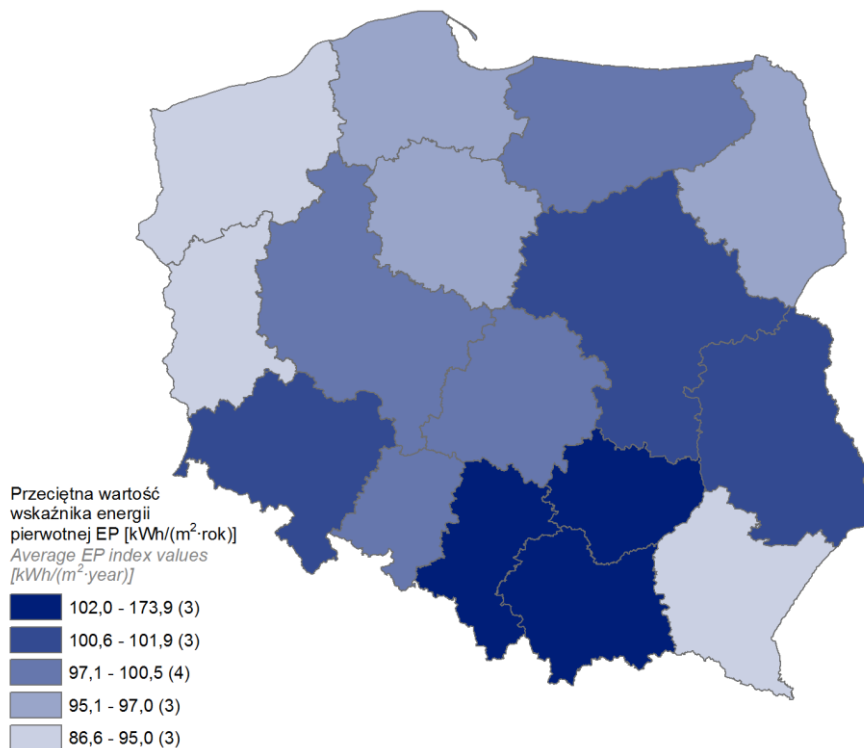 Przeciętna wartość
wskaźnika energii
pierwotnej EP [kWh/(m²·rok)]
Average EP index values
[kWh/(m²·year)]
102,0 - 173,9 (3)
100,6 - 101,9 (3)
97,1 - 100,5 (4)
95,1 - 97,0 (3)
86,6 - 95,0 (3)